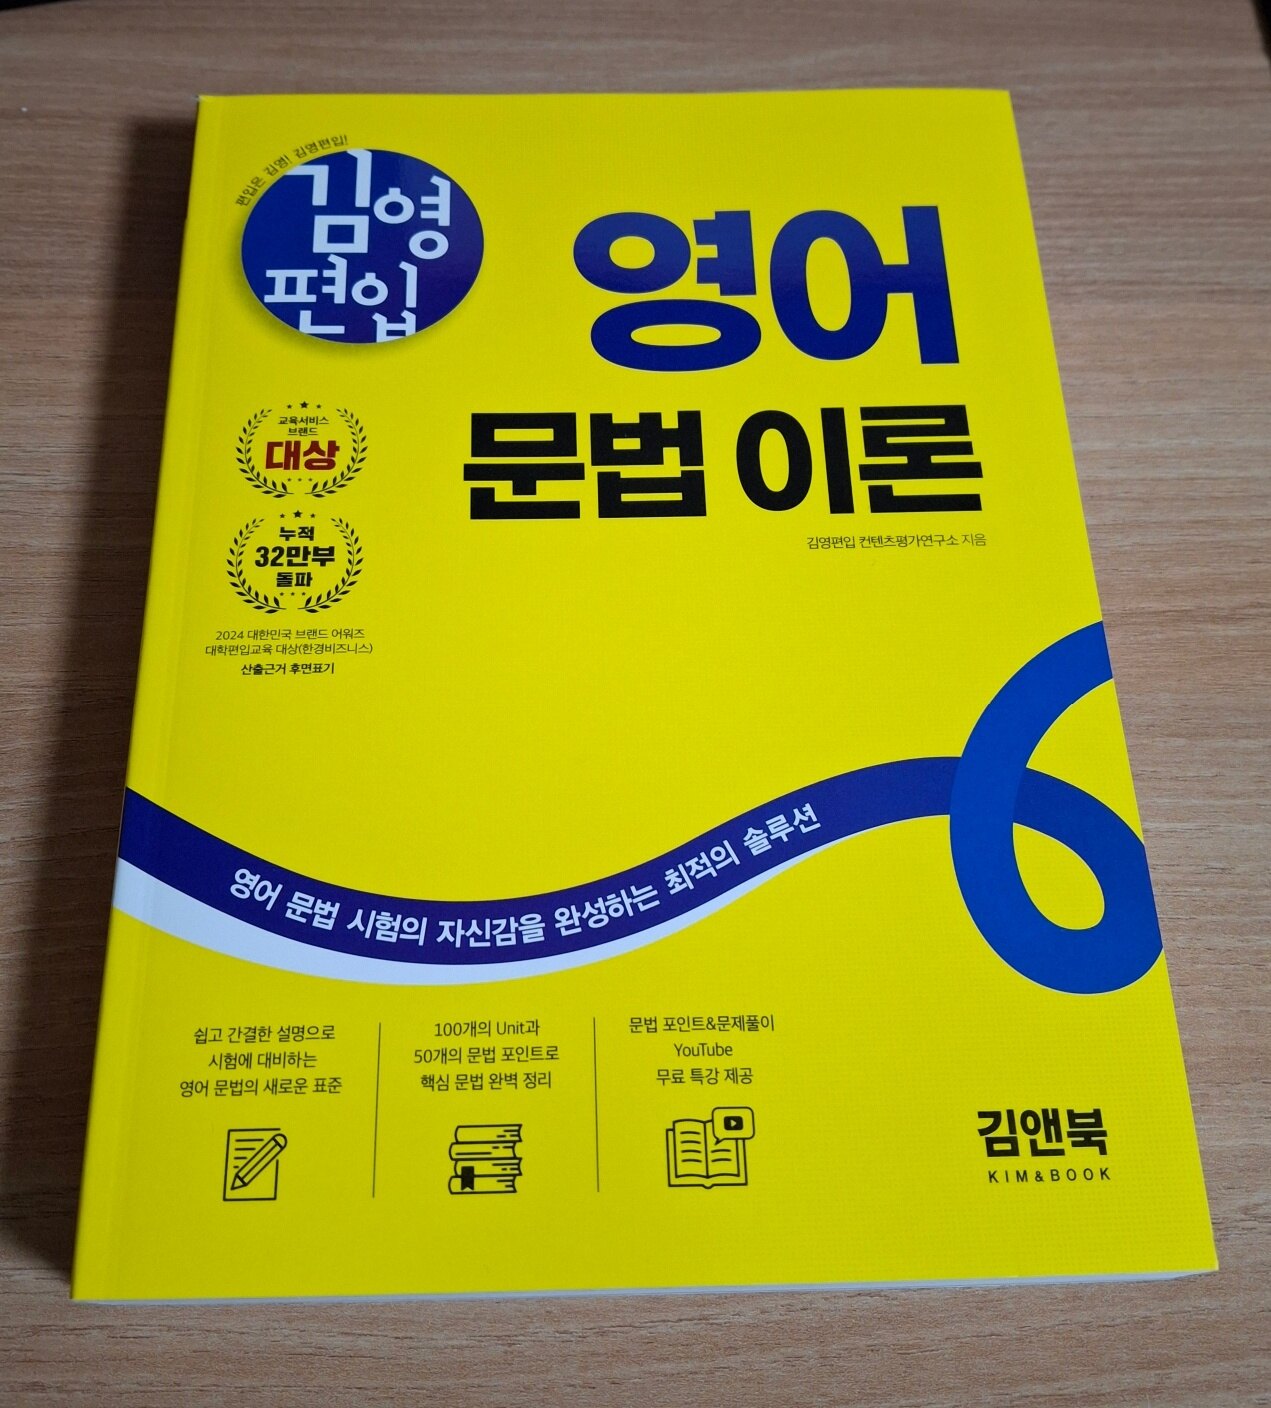 편입은 김영! 김영편입!
김영
편입
영어
문법 이론
김영편입 컨텐츠평가연구소 지음
교육서비스
브랜드
대상
누적
32만부
돌파
2024 대한민국 브랜드 어워즈
대학편입교육 대상(한경비즈니스)
산출근거 후면표기
영어 문법 시험의 자신감을 완성하는 최적의 솔루션
쉽고 간결한 설명으로
시험에 대비하는
영어 문법의 새로운 표준
100개의 Unit과
50개의 문법 포인트로
핵심 문법 완벽 정리
문법 포인트&문제풀이
YouTube
무료 특강 제공
김앤북
KIM&BOOK